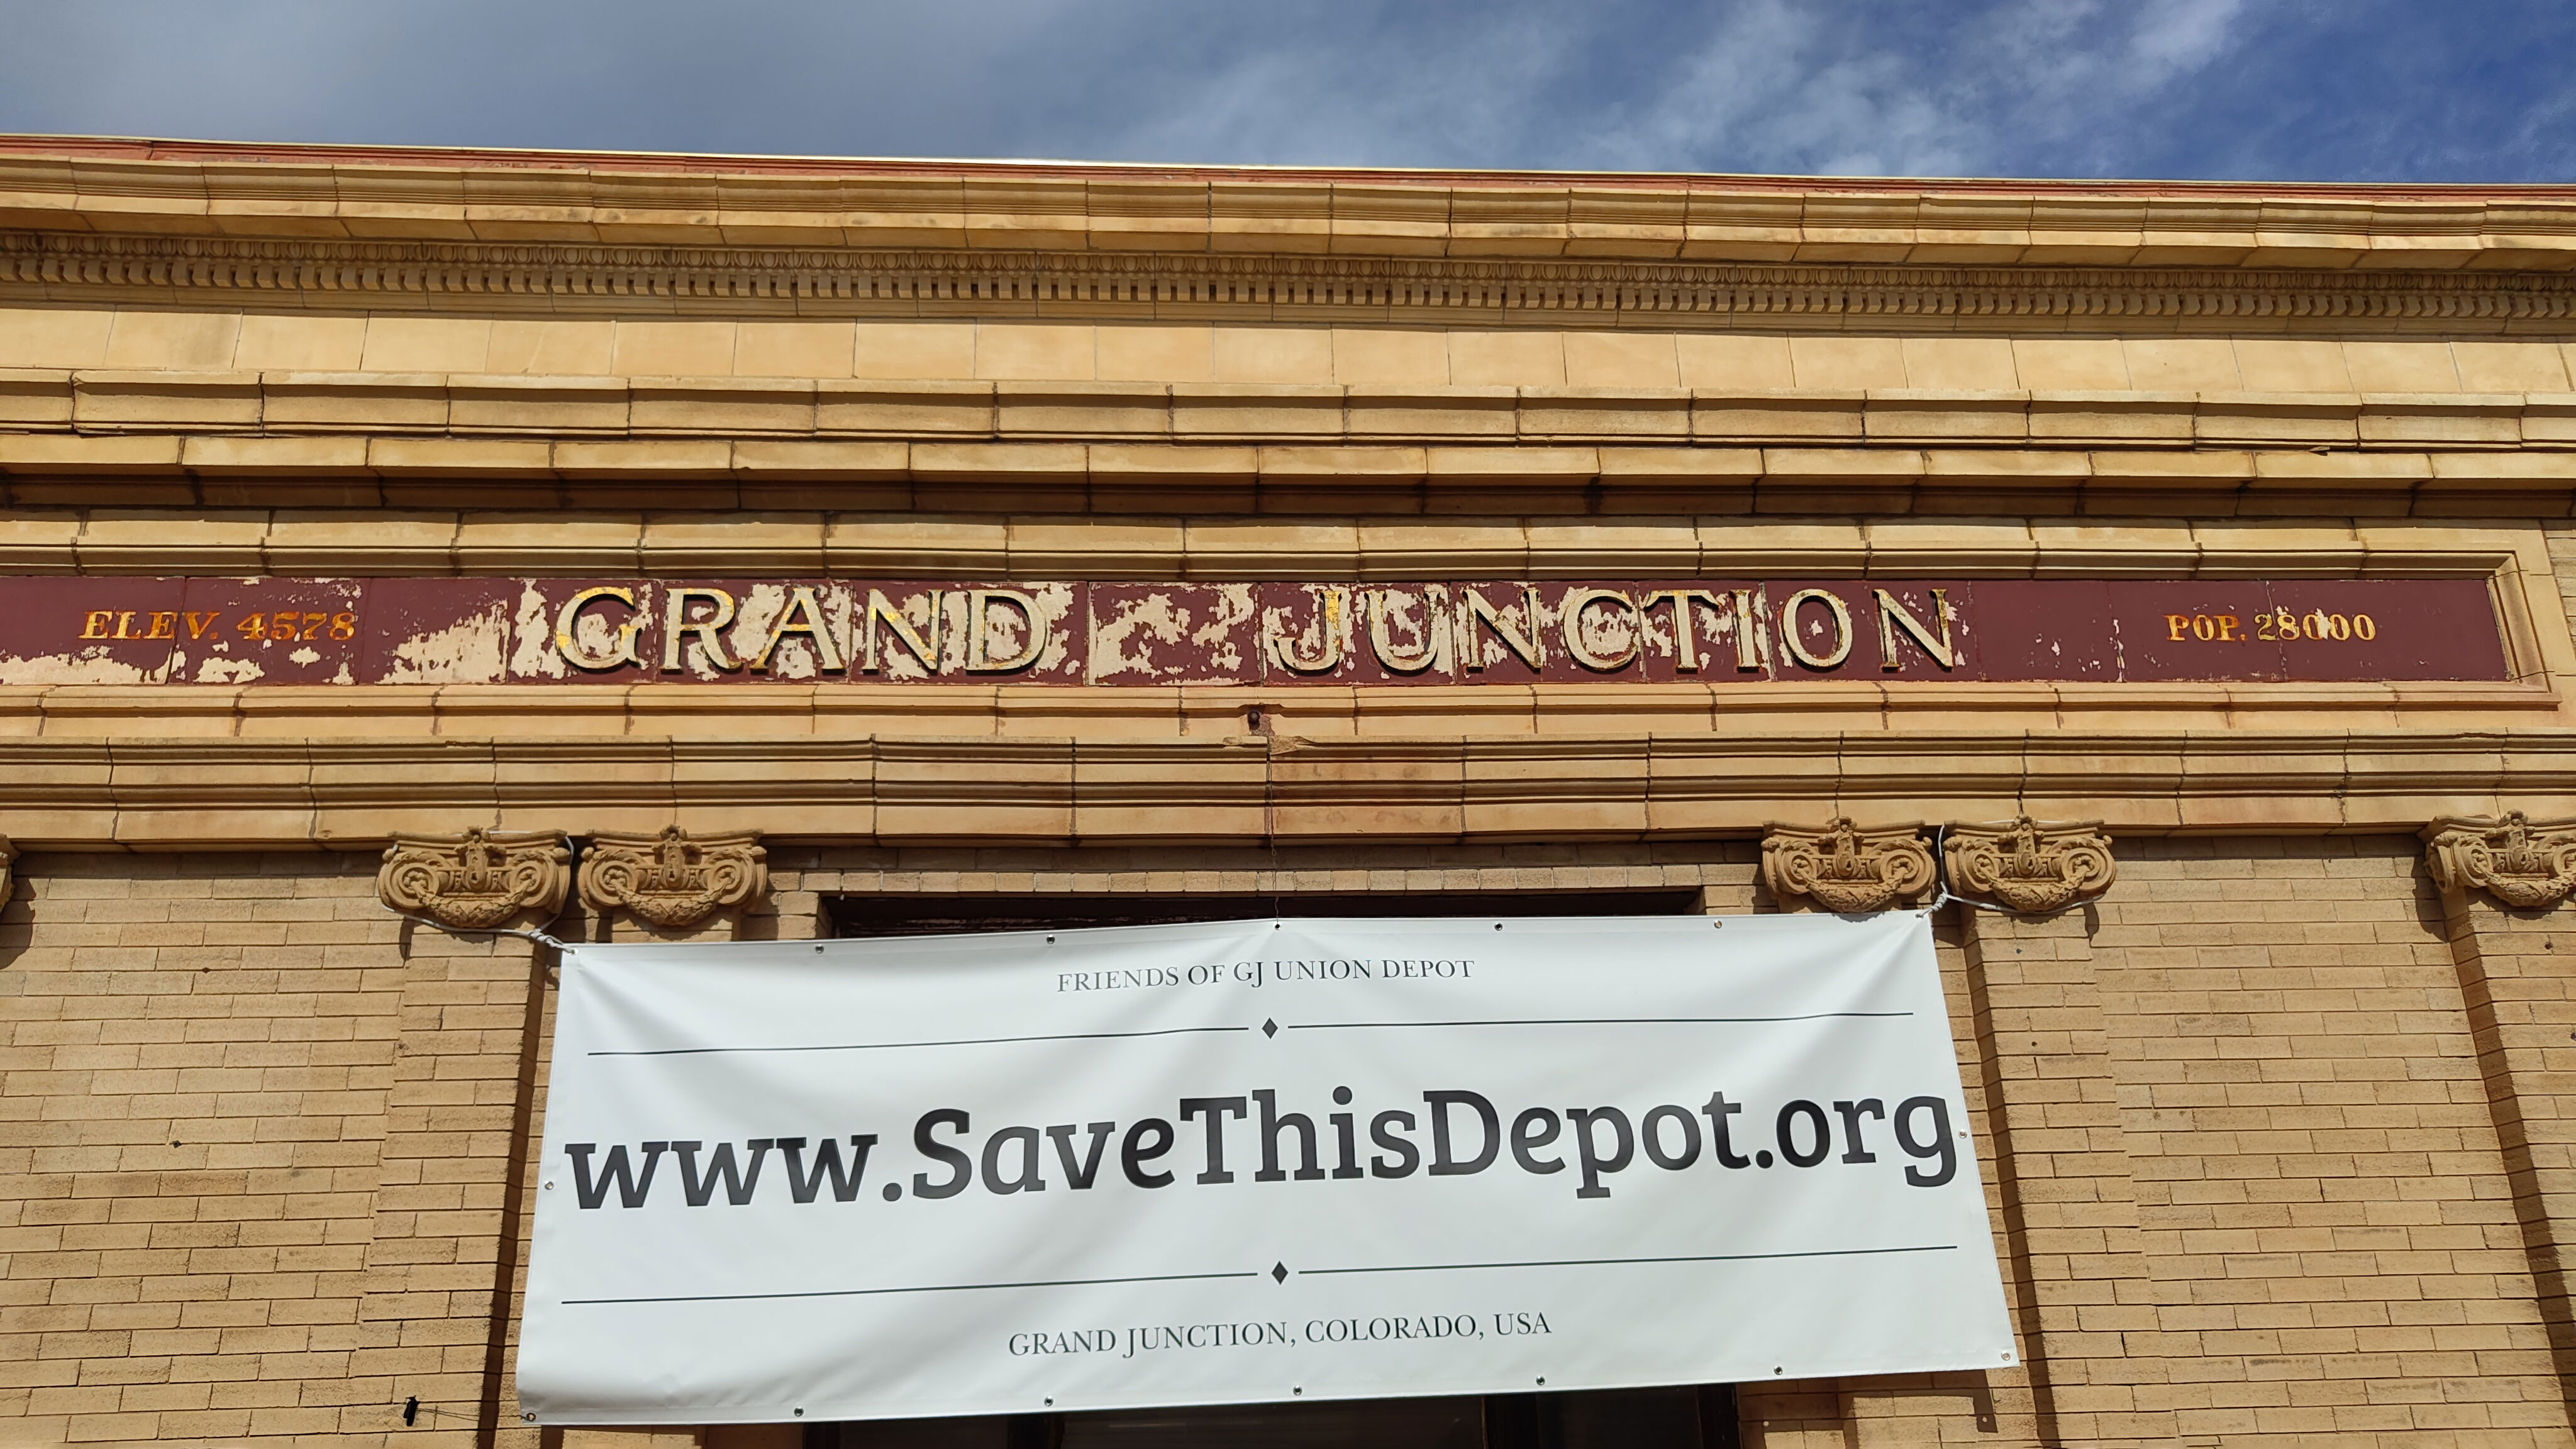 ELEV. 4578 GRAND JUNCTION POP. 28000
FRIENDS OF GJ UNION DEPOT
www.SaveThisDepot.org
GRAND JUNCTION, COLORADO, USA